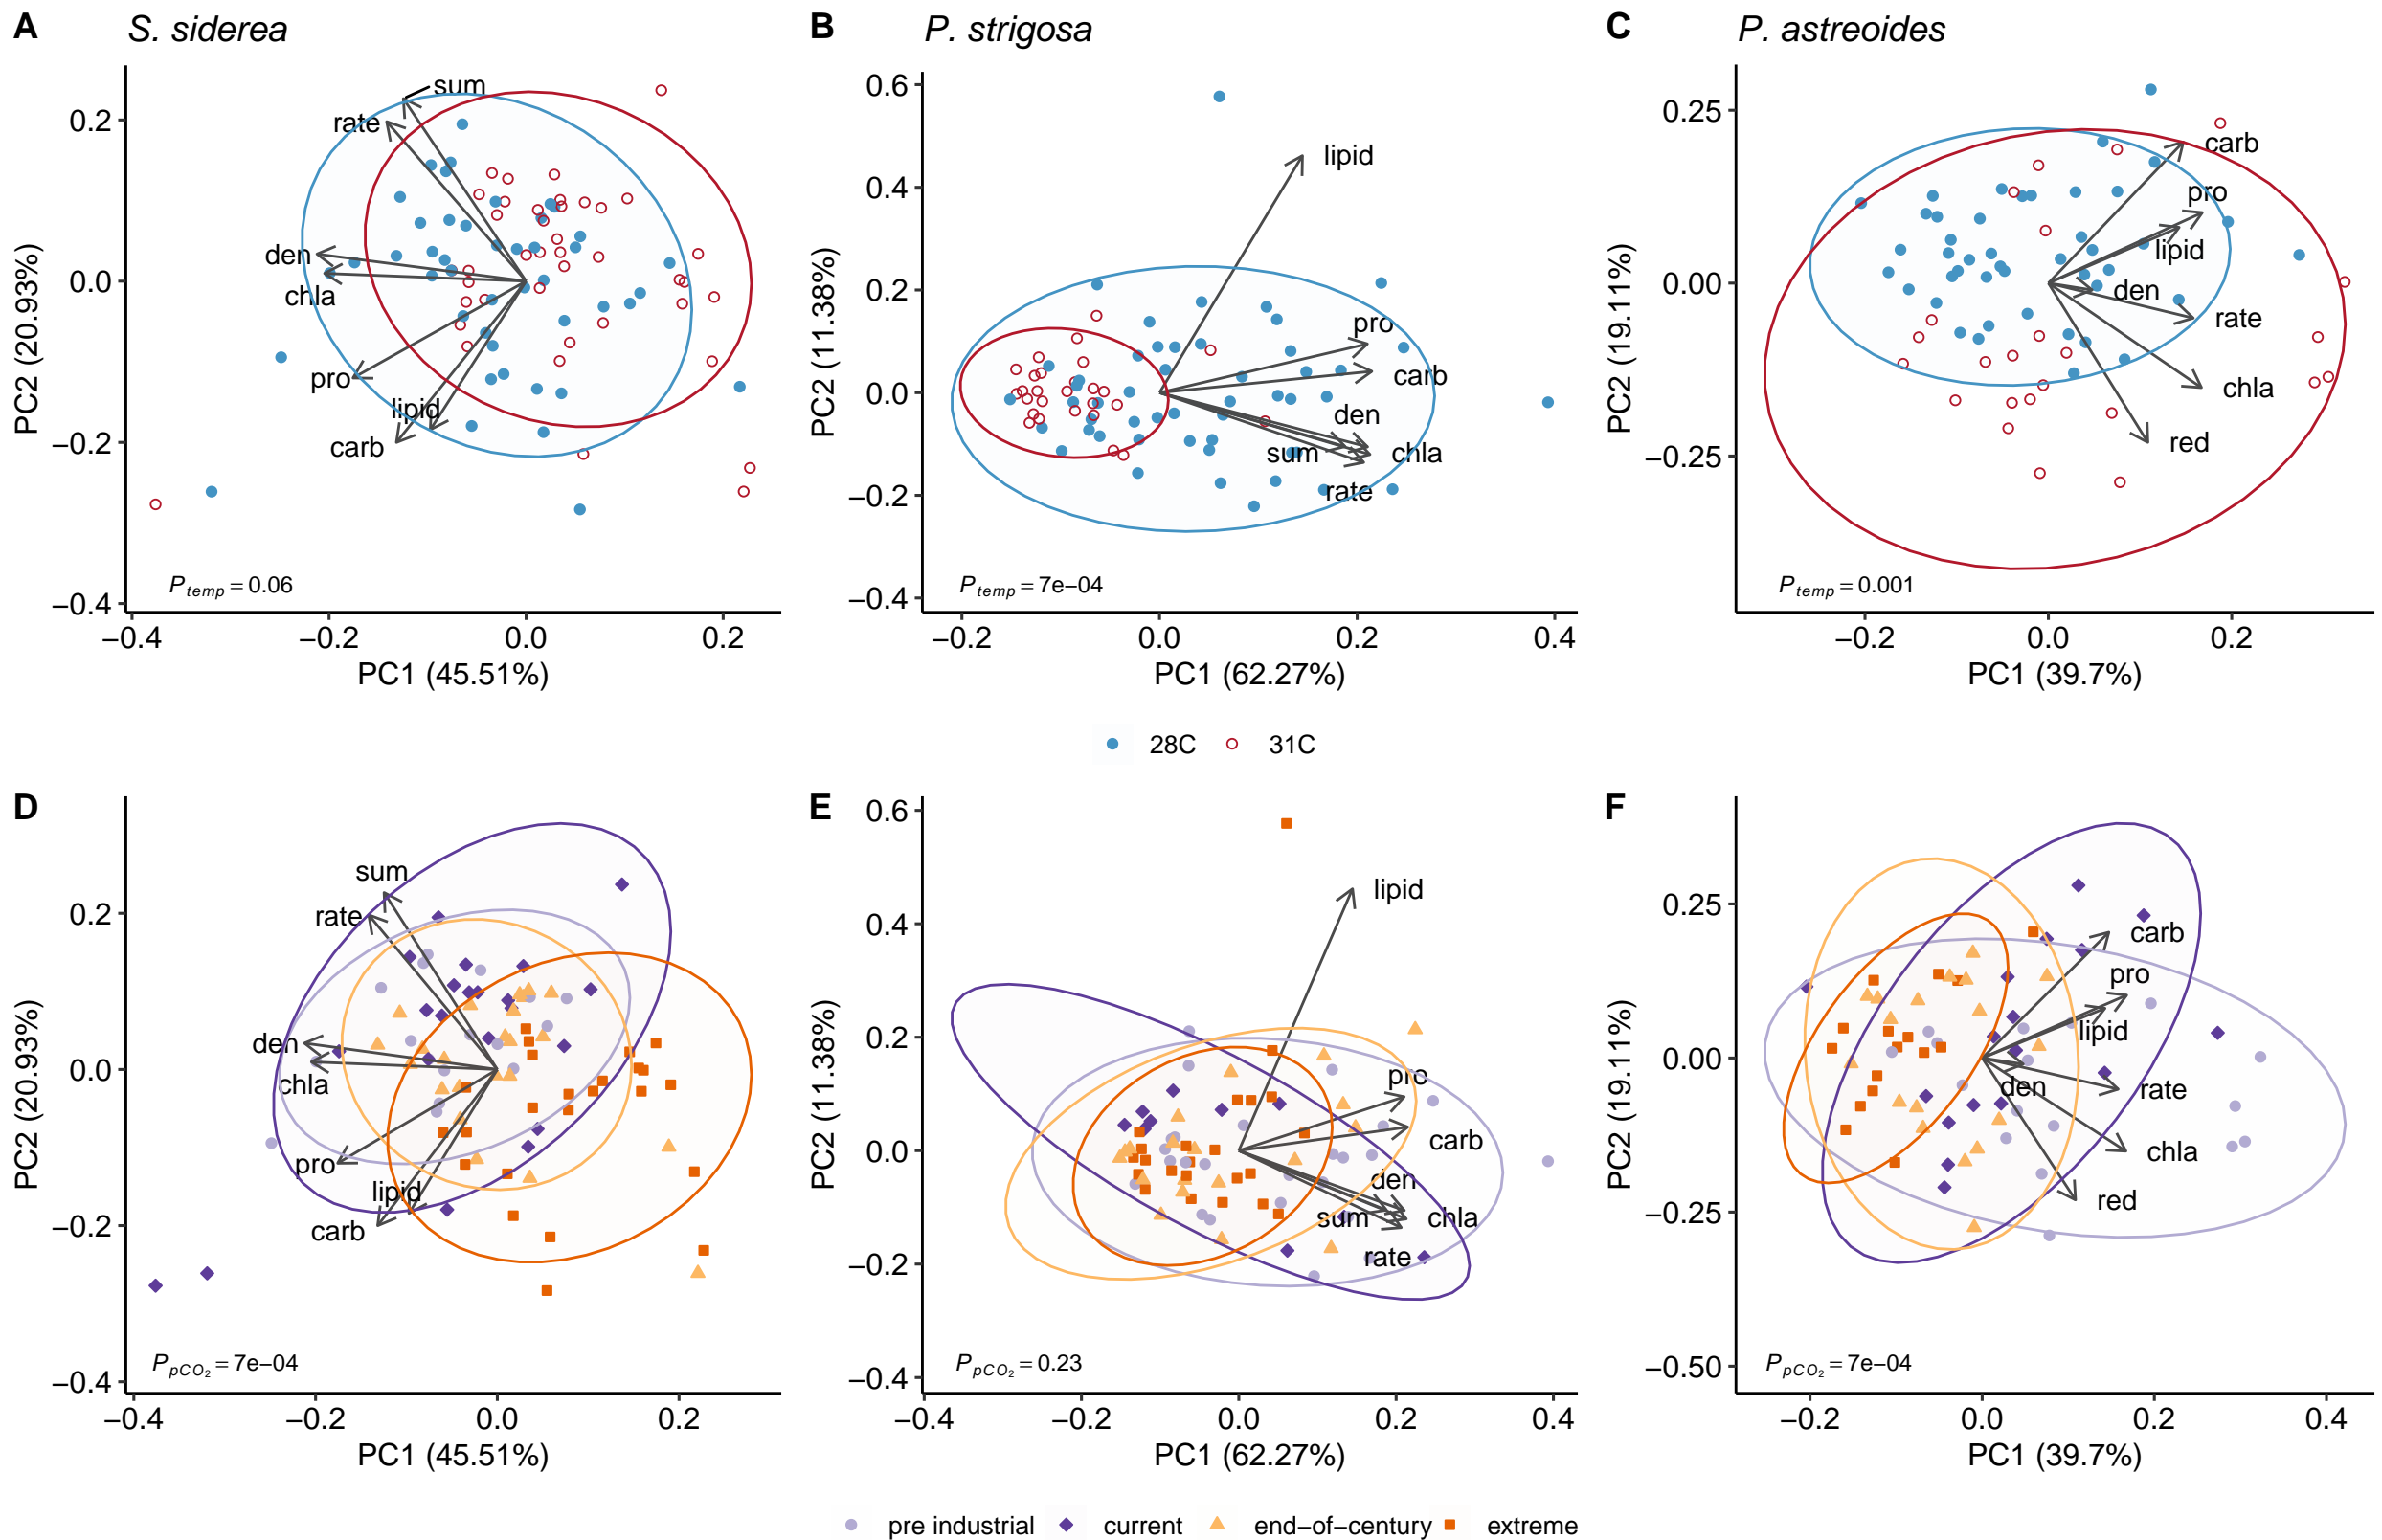 A S. siderea
B P. strigosa
C P. astreoides
0.2
0.0
−0.2
−0.4
PC2 (20.93%)
sum
rate
den
chla
pro
lipid
carb
P temp = 0.06
−0.4 −0.2 0.0 0.2
PC1 (45.51%)
0.6
0.4
0.2
0.0
−0.2
−0.4
PC2 (11.38%)
lipid
pro
carb
den
sum
chla
rate
P temp = 7e−04
−0.2 0.0 0.2 0.4
PC1 (62.27%)
0.25
0.00
−0.25
PC2 (19.11%)
carb
pro
lipid
den
rate
chla
red
P temp = 0.001
−0.2 0.0 0.2
PC1 (39.7%)
28C 31C
D
0.2
0.0
−0.2
−0.4
PC2 (20.93%)
sum
rate
den
chla
pro
lipid
carb
P pCO₂ = 7e−04
−0.4 −0.2 0.0 0.2
PC1 (45.51%)
E
0.6
0.4
0.2
0.0
−0.2
−0.4
PC2 (11.38%)
lipid
pro
carb
den
sum
chla
rate
P pCO₂ = 0.23
−0.4 −0.2 0.0 0.2 0.4
PC1 (62.27%)
F
0.25
0.00
−0.25
−0.50
PC2 (19.11%)
carb
pro
lipid
den
rate
chla
red
P pCO₂ = 7e−04
−0.2 0.0 0.2 0.4
PC1 (39.7%)
pre industrial current end−of−century extreme